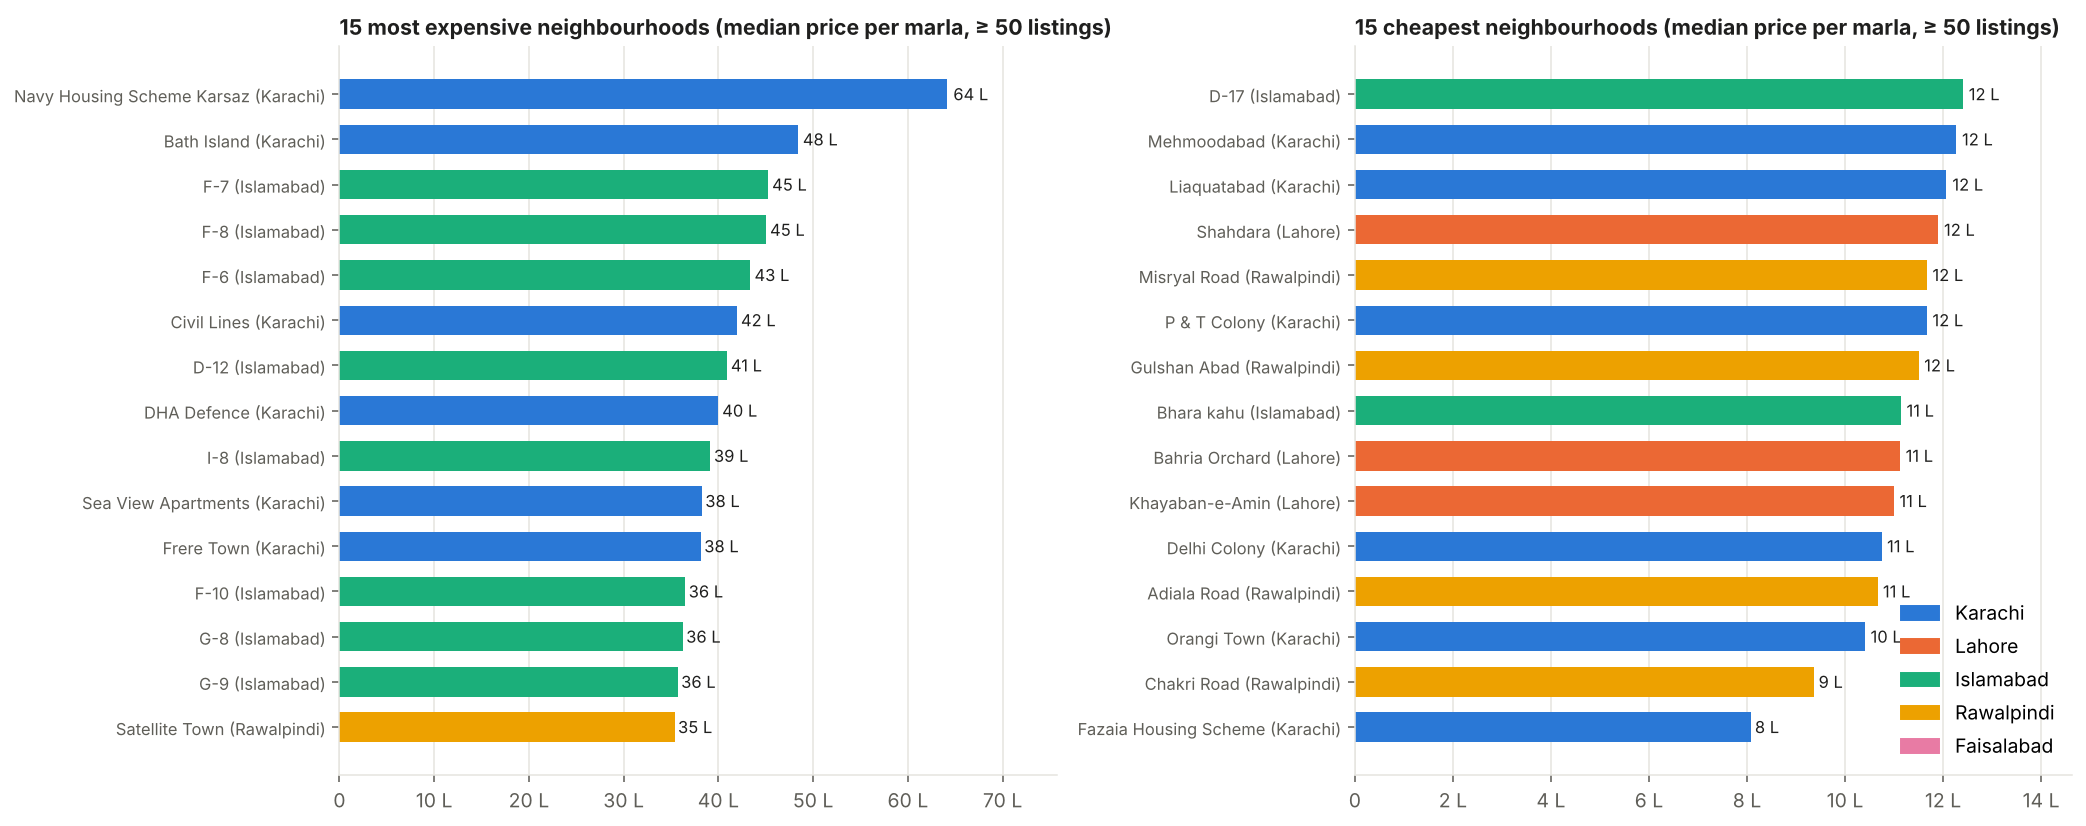 15 most expensive neighbourhoods (median price per marla, ≥ 50 listings)
Navy Housing Scheme Karsaz (Karachi) 64 L
Bath Island (Karachi) 48 L
F-7 (Islamabad) 45 L
F-8 (Islamabad) 45 L
F-6 (Islamabad) 43 L
Civil Lines (Karachi) 42 L
D-12 (Islamabad) 41 L
DHA Defence (Karachi) 40 L
I-8 (Islamabad) 39 L
Sea View Apartments (Karachi) 38 L
Frere Town (Karachi) 38 L
F-10 (Islamabad) 36 L
G-8 (Islamabad) 36 L
G-9 (Islamabad) 36 L
Satellite Town (Rawalpindi) 35 L
0 10 L 20 L 30 L 40 L 50 L 60 L 70 L
15 cheapest neighbourhoods (median price per marla, ≥ 50 listings)
D-17 (Islamabad) 12 L
Mehmoodabad (Karachi) 12 L
Liaquatabad (Karachi) 12 L
Shahdara (Lahore) 12 L
Misryal Road (Rawalpindi) 12 L
P & T Colony (Karachi) 12 L
Gulshan Abad (Rawalpindi) 12 L
Bhara kahu (Islamabad) 11 L
Bahria Orchard (Lahore) 11 L
Khayaban-e-Amin (Lahore) 11 L
Delhi Colony (Karachi) 11 L
Adiala Road (Rawalpindi) 11 L
Orangi Town (Karachi) 10 L
Chakri Road (Rawalpindi) 9 L
Fazaia Housing Scheme (Karachi) 8 L
0 2 L 4 L 6 L 8 L 10 L 12 L 14 L
Karachi
Lahore
Islamabad
Rawalpindi
Faisalabad